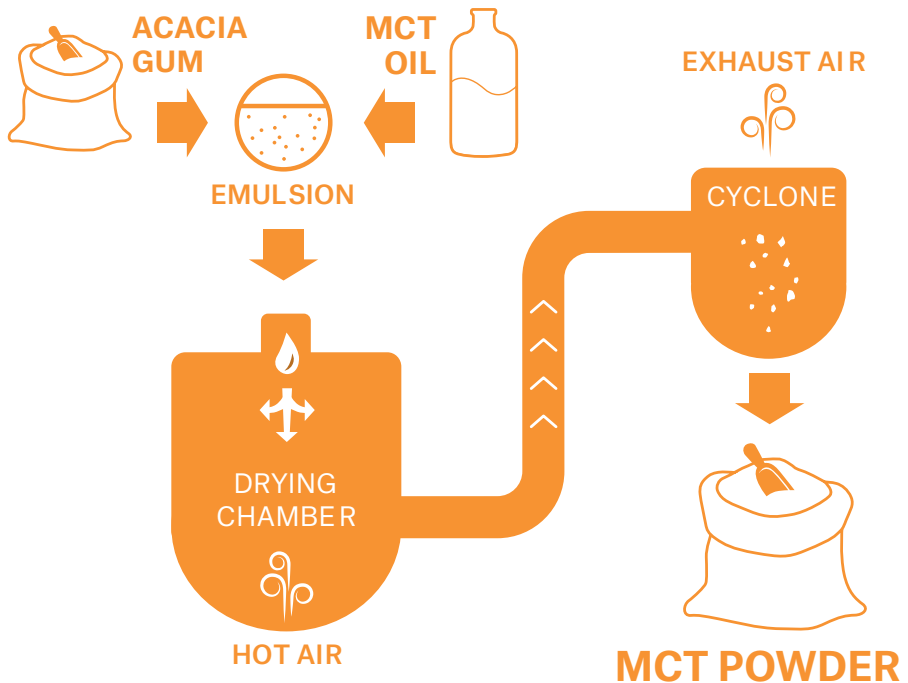 ACACIA
GUM
MCT
OIL
EMULSION
DRYING
CHAMBER
HOT AIR
EXHAUST AIR
CYCLONE
MCT POWDER